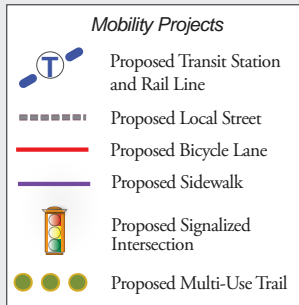 Mobility Projects
T
Proposed Transit Station
and Rail Line
Proposed Local Street
Proposed Bicycle Lane
Proposed Sidewalk
Proposed Signalized
Intersection
Proposed Multi-Use Trail